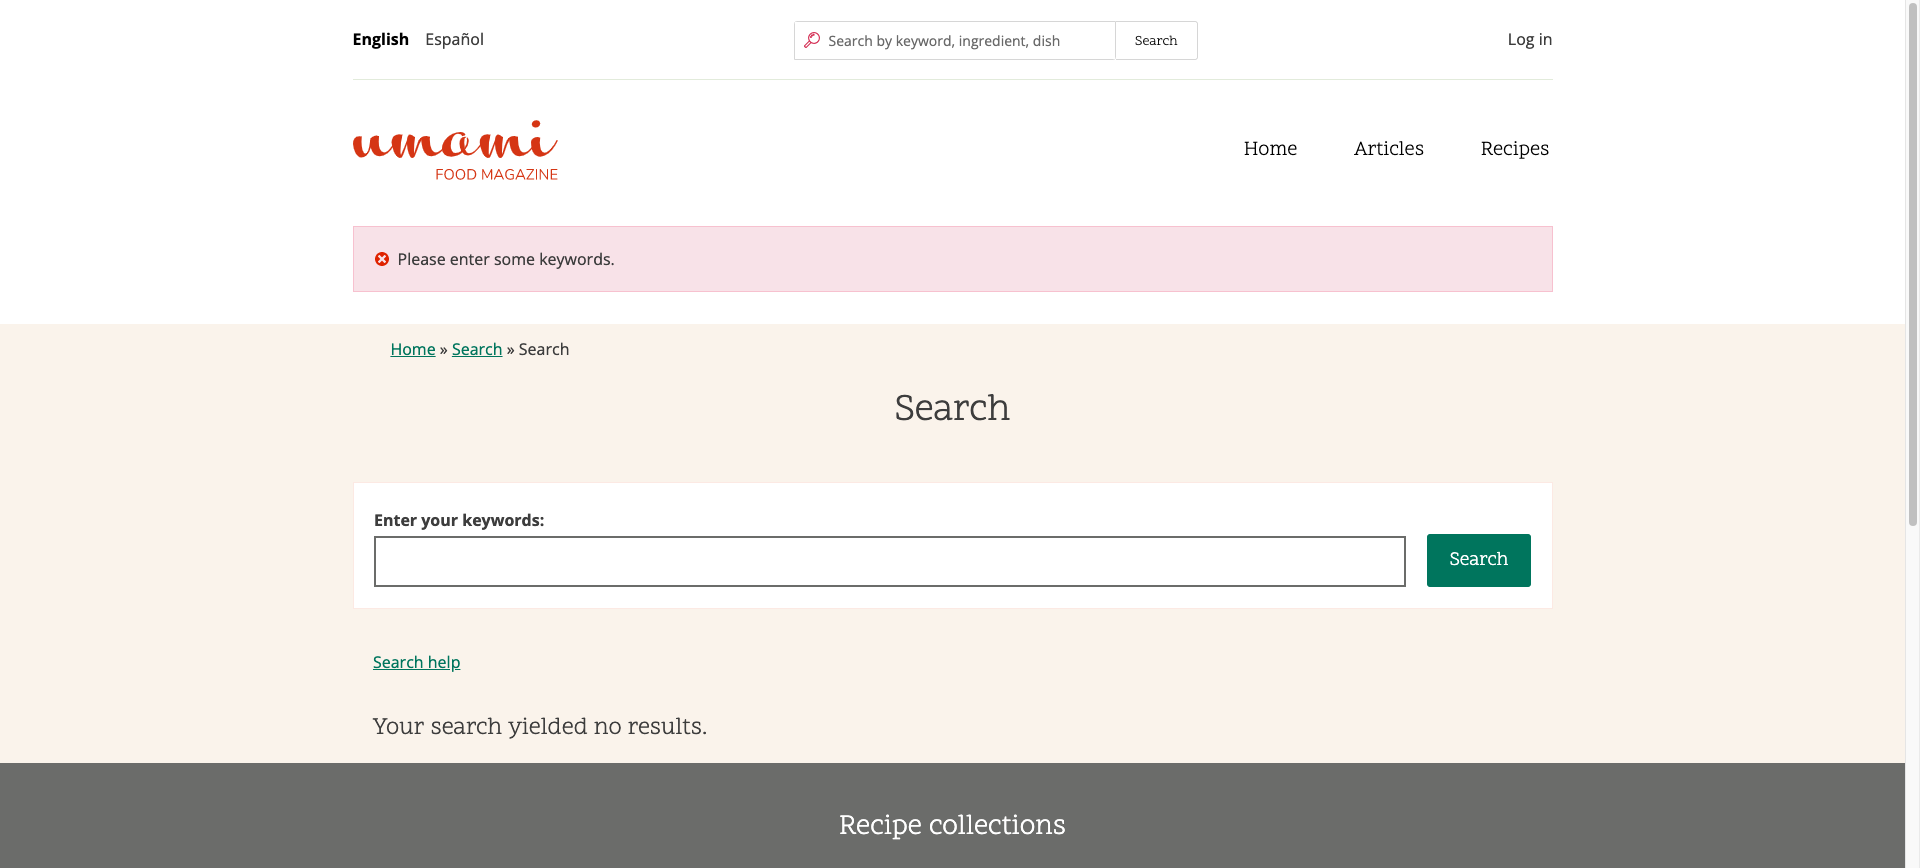 English Español
Search by keyword, ingredient, dish
Search
Log in
umami
FOOD MAGAZINE
Home Articles Recipes
Please enter some keywords.
Home » Search » Search
Search
Enter your keywords:
Search
Search help
Your search yielded no results.
Recipe collections